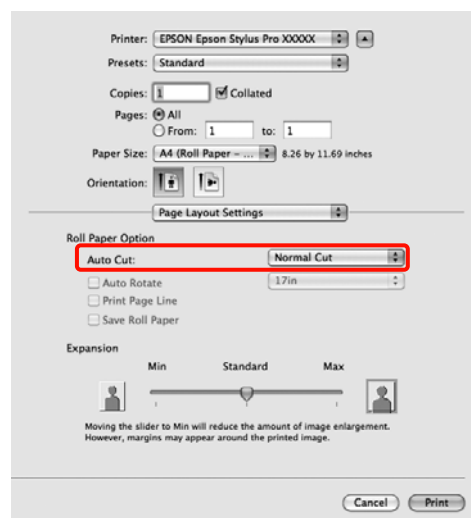 Printer: EPSON Epson Stylus Pro XXXXX
Presets: Standard
Copies: 1 Collated
Pages: All
From: 1 to: 1
Paper Size: A4 (Roll Paper – ... 8.26 by 11.69 inches
Orientation:
Page Layout Settings
Roll Paper Option
Auto Cut: Normal Cut
Auto Rotate 17in
Print Page Line
Save Roll Paper
Expansion
Min Standard Max
Moving the slider to Min will reduce the amount of image enlargement.
However, margins may appear around the printed image.
Cancel Print